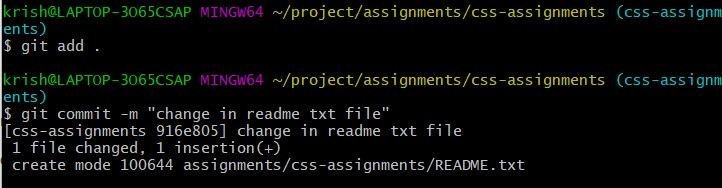 krish@LAPTOP-3O65CSAP MINGW64 ~/project/assignments/css-assignments (css-assignm
ents)
$ git add .
krish@LAPTOP-3O65CSAP MINGW64 ~/project/assignments/css-assignments (css-assignm
ents)
$ git commit -m "change in readme txt file"
[css-assignments 916e805] change in readme txt file
 1 file changed, 1 insertion(+)
 create mode 100644 assignments/css-assignments/README.txt